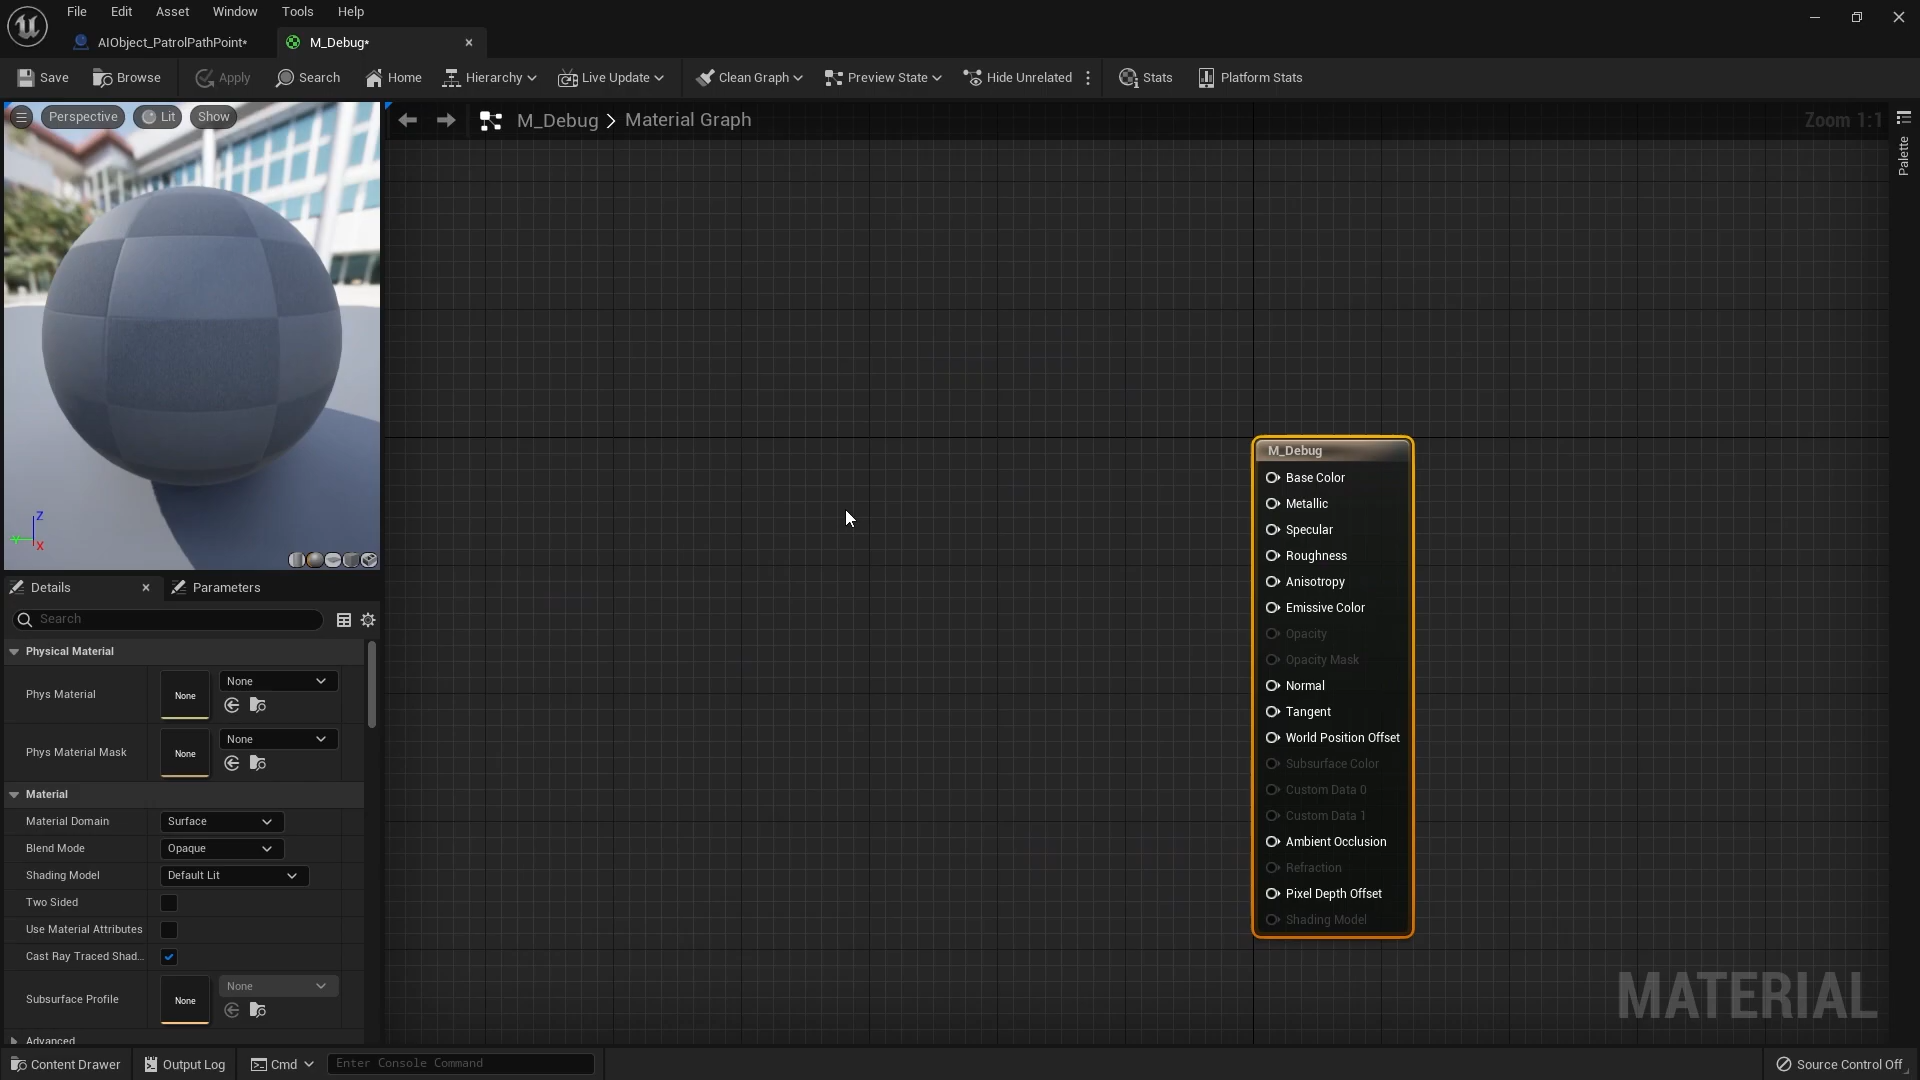 File Edit Asset Window Tools Help
AIObject_PatrolPathPoint* M_Debug*
Save Browse Apply Search Home Hierarchy Live Update Clean Graph Preview State Hide Unrelated Stats Platform Stats
Perspective Lit Show
M_Debug Material Graph Zoom 1:1
Palette
Z
Y
X
M_Debug
Base Color
Metallic
Specular
Roughness
Anisotropy
Emissive Color
Opacity
Opacity Mask
Normal
Tangent
World Position Offset
Subsurface Color
Custom Data 0
Custom Data 1
Ambient Occlusion
Refraction
Pixel Depth Offset
Shading Model
Details Parameters
Search
Physical Material
Phys Material None None
Phys Material Mask None None
Material
Material Domain Surface
Blend Mode Opaque
Shading Model Default Lit
Two Sided
Use Material Attributes
Cast Ray Traced Shad...
Subsurface Profile None None
Advanced
MATERIAL
Content Drawer Output Log Cmd Enter Console Command Source Control Off